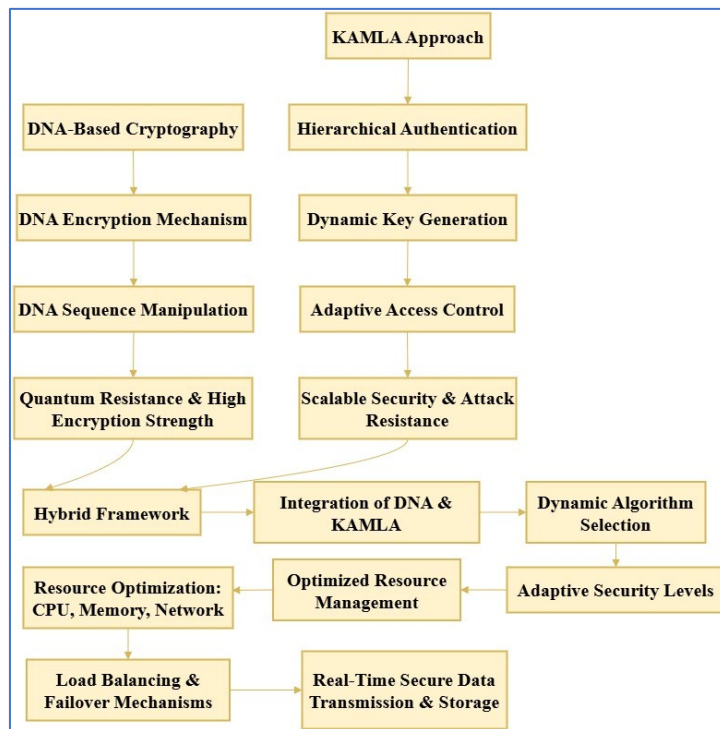 KAMLA Approach
DNA-Based Cryptography
Hierarchical Authentication
DNA Encryption Mechanism
Dynamic Key Generation
DNA Sequence Manipulation
Adaptive Access Control
Quantum Resistance & High
Encryption Strength
Scalable Security & Attack
Resistance
Hybrid Framework
Integration of DNA &
KAMLA
Dynamic Algorithm
Selection
Resource Optimization:
CPU, Memory, Network
Optimized Resource
Management
Adaptive Security Levels
Load Balancing &
Failover Mechanisms
Real-Time Secure Data
Transmission & Storage